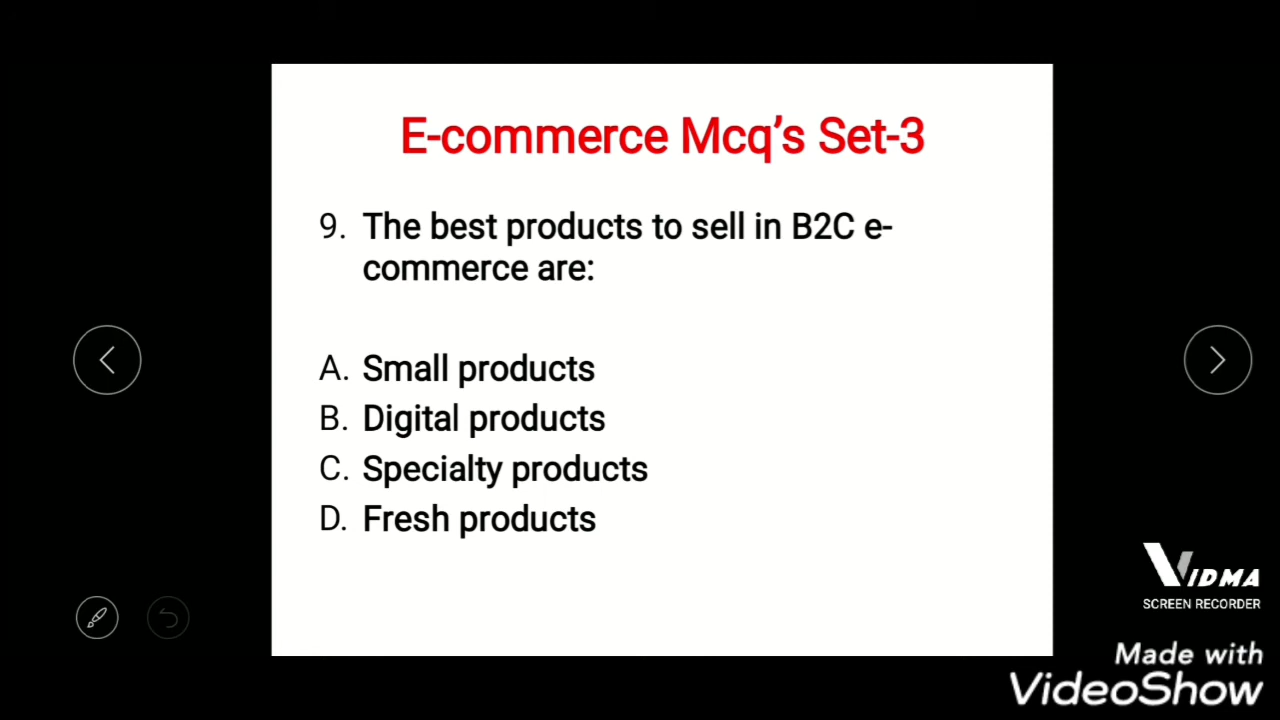 E-commerce Mcq’s Set-3
9. The best products to sell in B2C e-
commerce are:
A. Small products
B. Digital products
C. Specialty products
D. Fresh products
VIDMA
SCREEN RECORDER
Made with
VideoShow